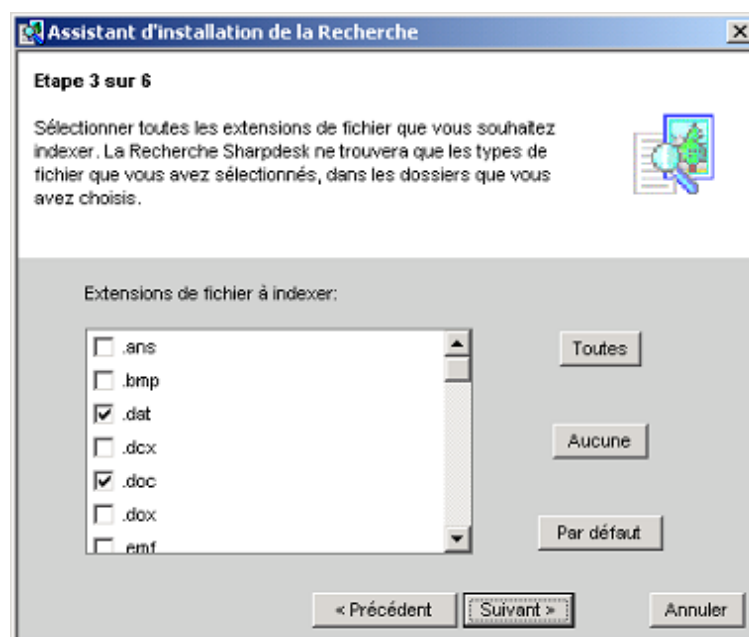 Assistant d'installation de la Recherche
Etape 3 sur 6
Sélectionner toutes les extensions de fichier que vous souhaitez
indexer. La Recherche Sharpdesk ne trouvera que les types de
fichier que vous avez sélectionnés, dans les dossiers que vous
avez choisis.
Extensions de fichier à indexer:
.ans
.bmp
.dat
.dcx
.doc
.dox
.emf
Toutes
Aucune
Par défaut
« Précédent
Suivant »
Annuler